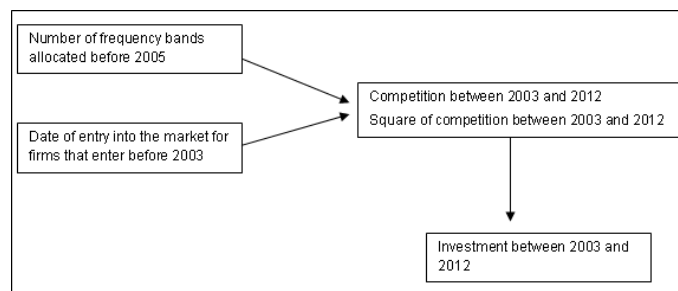 Number of frequency bands
allocated before 2005
Date of entry into the market for
firms that enter before 2003
Competition between 2003 and 2012
Square of competition between 2003 and 2012
Investment between 2003 and
2012